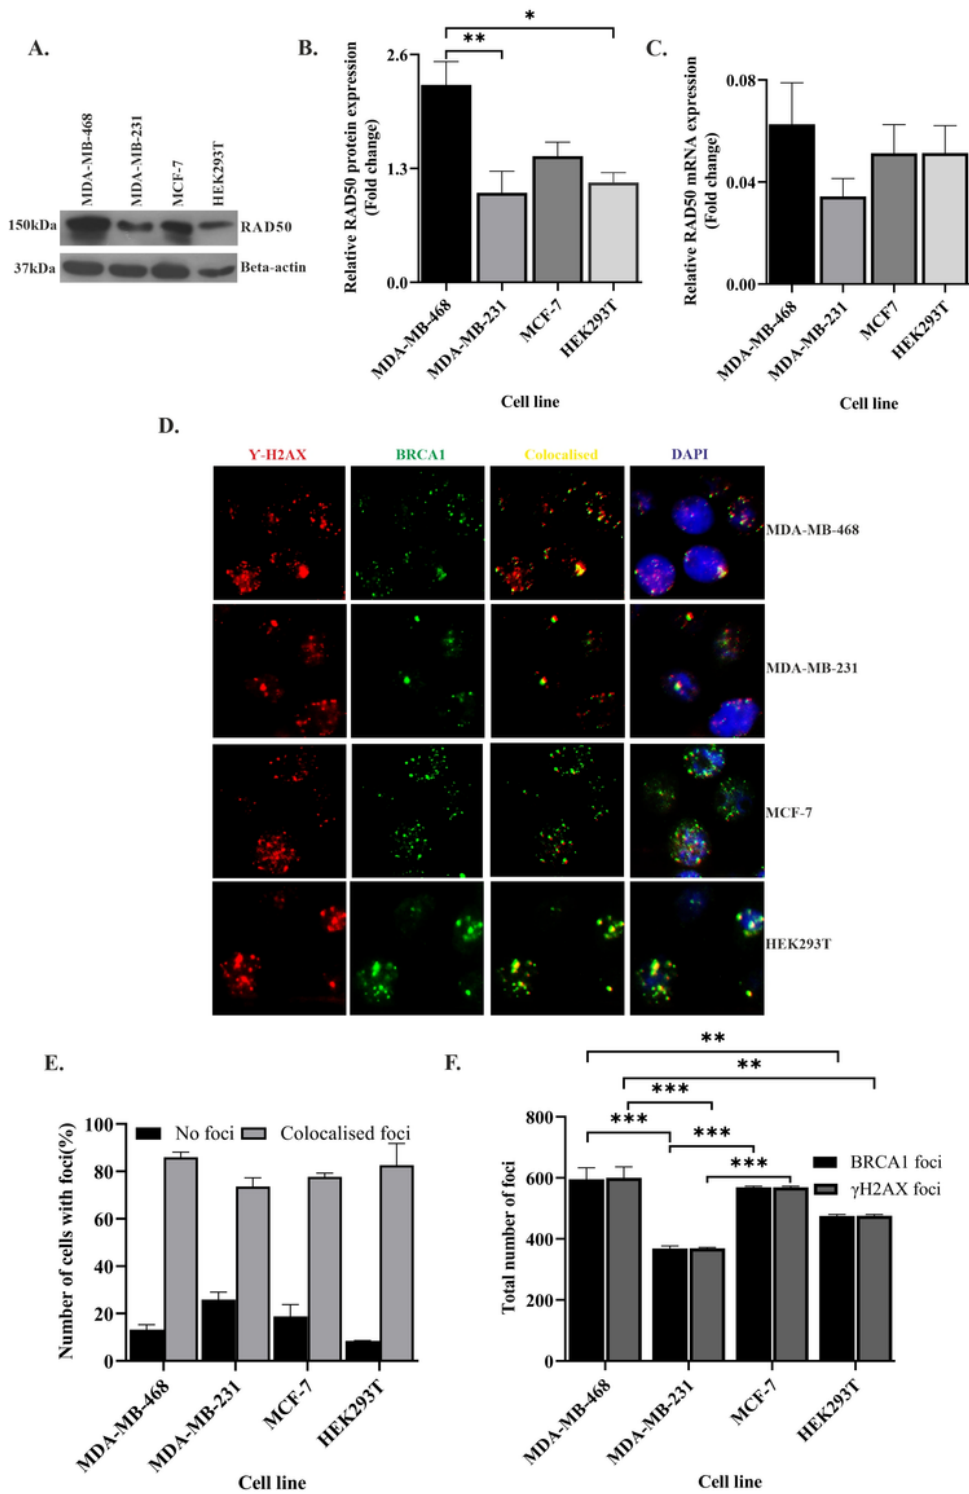 A.
MDA-MB-468
MDA-MB-231
MCF-7
HEK293T
150kDa
RAD50
37kDa
Beta-actin
B.
*
**
Relative RAD50 protein expression
(Fold change)
2.6
1.3
0.0
MDA-MB-468
MDA-MB-231
MCF-7
HEK293T
Cell line
C.
Relative RAD50 mRNA expression
(Fold change)
0.08
0.04
0.00
MDA-MB-468
MDA-MB-231
MCF7
HEK293T
Cell line
D.
Y-H2AX BRCA1 Colocalised DAPI
MDA-MB-468
MDA-MB-231
MCF-7
HEK293T
E.
Number of cells with foci(%)
100
80
60
40
20
0
No foci Colocalised foci
MDA-MB-468
MDA-MB-231
MCF-7
HEK293T
Cell line
F.
**
**
***
***
***
***
Total number of foci
800
600
400
200
0
BRCA1 foci
γH2AX foci
MDA-MB-468
MDA-MB-231
MCF-7
HEK293T
Cell line